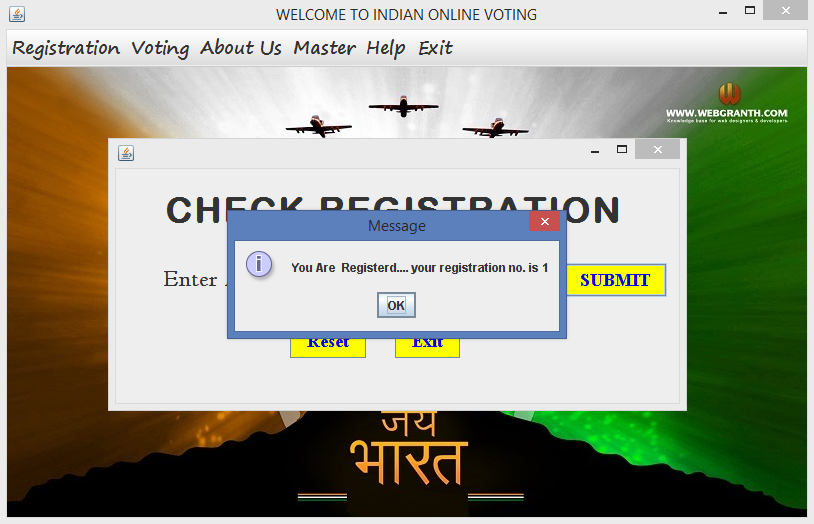 WELCOME TO INDIAN ONLINE VOTING
Registration Voting About Us Master Help Exit
W
WWW.WEBGRANTH.COM
Knowledge base for web designers & developers.
CHECK REGISTRATION
Message
Enter
You Are Registerd.... your registration no. is 1
SUBMIT
OK
Reset Exit
जय
भारत